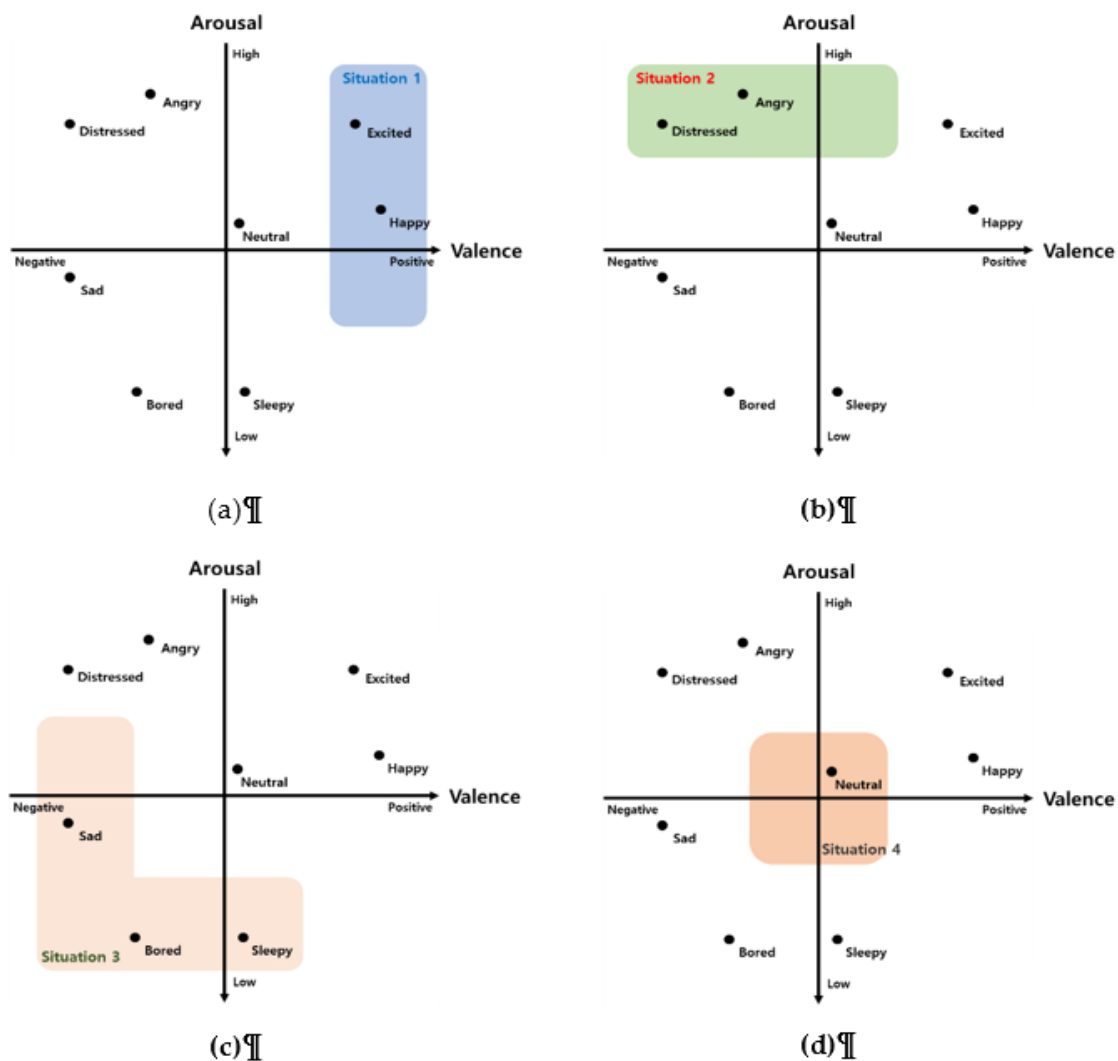 Arousal
High
Situation 1
Angry
Distressed
Excited
Happy
Neutral
Valence
Negative
Positive
Sad
Bored
Sleepy
Low
(a)¶
Arousal
High
Situation 2
Angry
Distressed
Excited
Happy
Neutral
Valence
Negative
Positive
Sad
Bored
Sleepy
Low
(b)¶
Arousal
High
Angry
Distressed
Excited
Happy
Neutral
Valence
Negative
Positive
Sad
Bored
Sleepy
Situation 3
Low
(c)¶
Arousal
High
Angry
Distressed
Excited
Happy
Neutral
Valence
Negative
Positive
Sad
Situation 4
Bored
Sleepy
Low
(d)¶